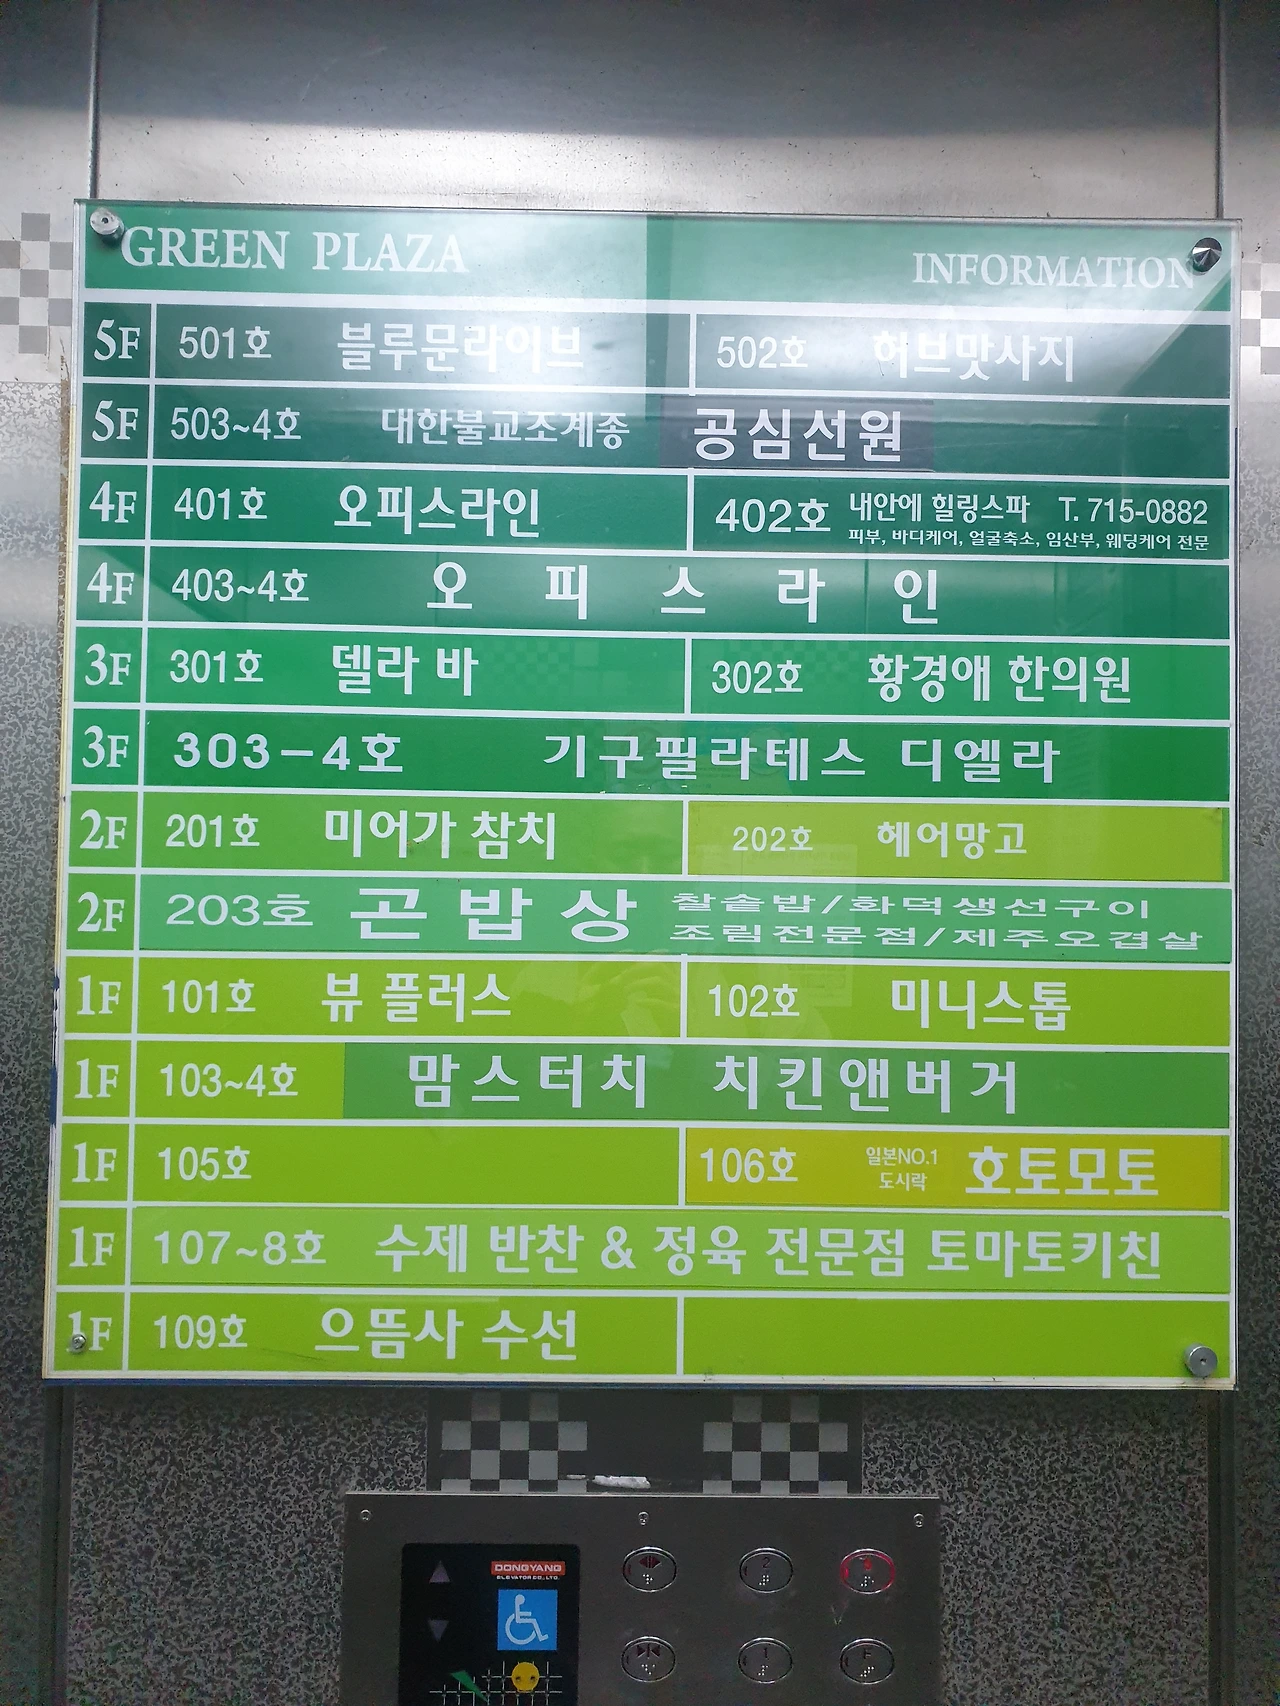 GREEN PLAZA INFORMATION
5F 501호 블루문라이브 502호 허브맛사지
5F 503~4호 대한불교조계종 공심선원
4F 401호 오피스라인 402호 내안에 힐링스파 T. 715-0882
피부, 바디케어, 얼굴축소, 임산부, 웨딩케어 전문
4F 403~4호 오피스라인
3F 301호 델라 바 302호 황경애 한의원
3F 303-4호 기구필라테스 디엘라
2F 201호 미어가 참치 202호 헤어망고
2F 203호 곤밥상 찰솥밥/화덕생선구이
조림전문점/제주오겹살
1F 101호 뷰 플러스 102호 미니스톱
1F 103~4호 맘스터치 치킨앤버거
1F 105호 106호 일본NO.1
도시락 호토모토
1F 107~8호 수제 반찬 & 정육 전문점 토마토키친
1F 109호 으뜸사 수선
DONGYANG
ELEVATOR CO., LTD.
2
1